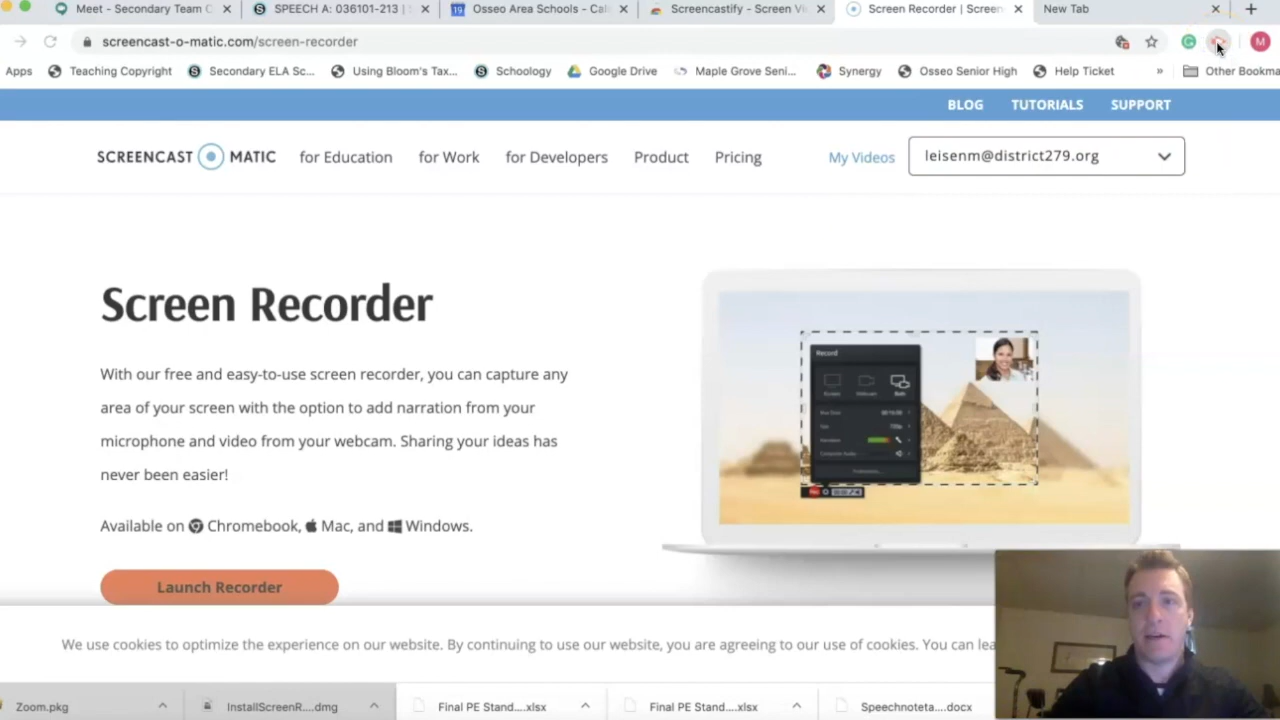 Meet - Secondary Team C
SPEECH A: 036101-213 |
Osseo Area Schools - Cal
Screencastify - Screen Vi
Screen Recorder | Screen
New Tab
screencast-o-matic.com/screen-recorder
M
Apps
Teaching Copyright
Secondary ELA Sc...
Using Bloom's Tax...
Schoology
Google Drive
Maple Grove Seni...
Synergy
Osseo Senior High
Help Ticket
»
Other Bookma
BLOG TUTORIALS SUPPORT
SCREENCAST MATIC
for Education
for Work
for Developers
Product
Pricing
My Videos
leisenm@district279.org
Screen Recorder
With our free and easy-to-use screen recorder, you can capture any
area of your screen with the option to add narration from your
microphone and video from your webcam. Sharing your ideas has
never been easier!
Available on Chromebook, Mac, and Windows.
Launch Recorder
Record
We use cookies to optimize the experience on our website. By continuing to use our website, you are agreeing to our use of cookies. You can lea
Zoom.pkg
InstallScreenR....dmg
Final PE Stand....xlsx
Final PE Stand....xlsx
Speechnoteta....docx